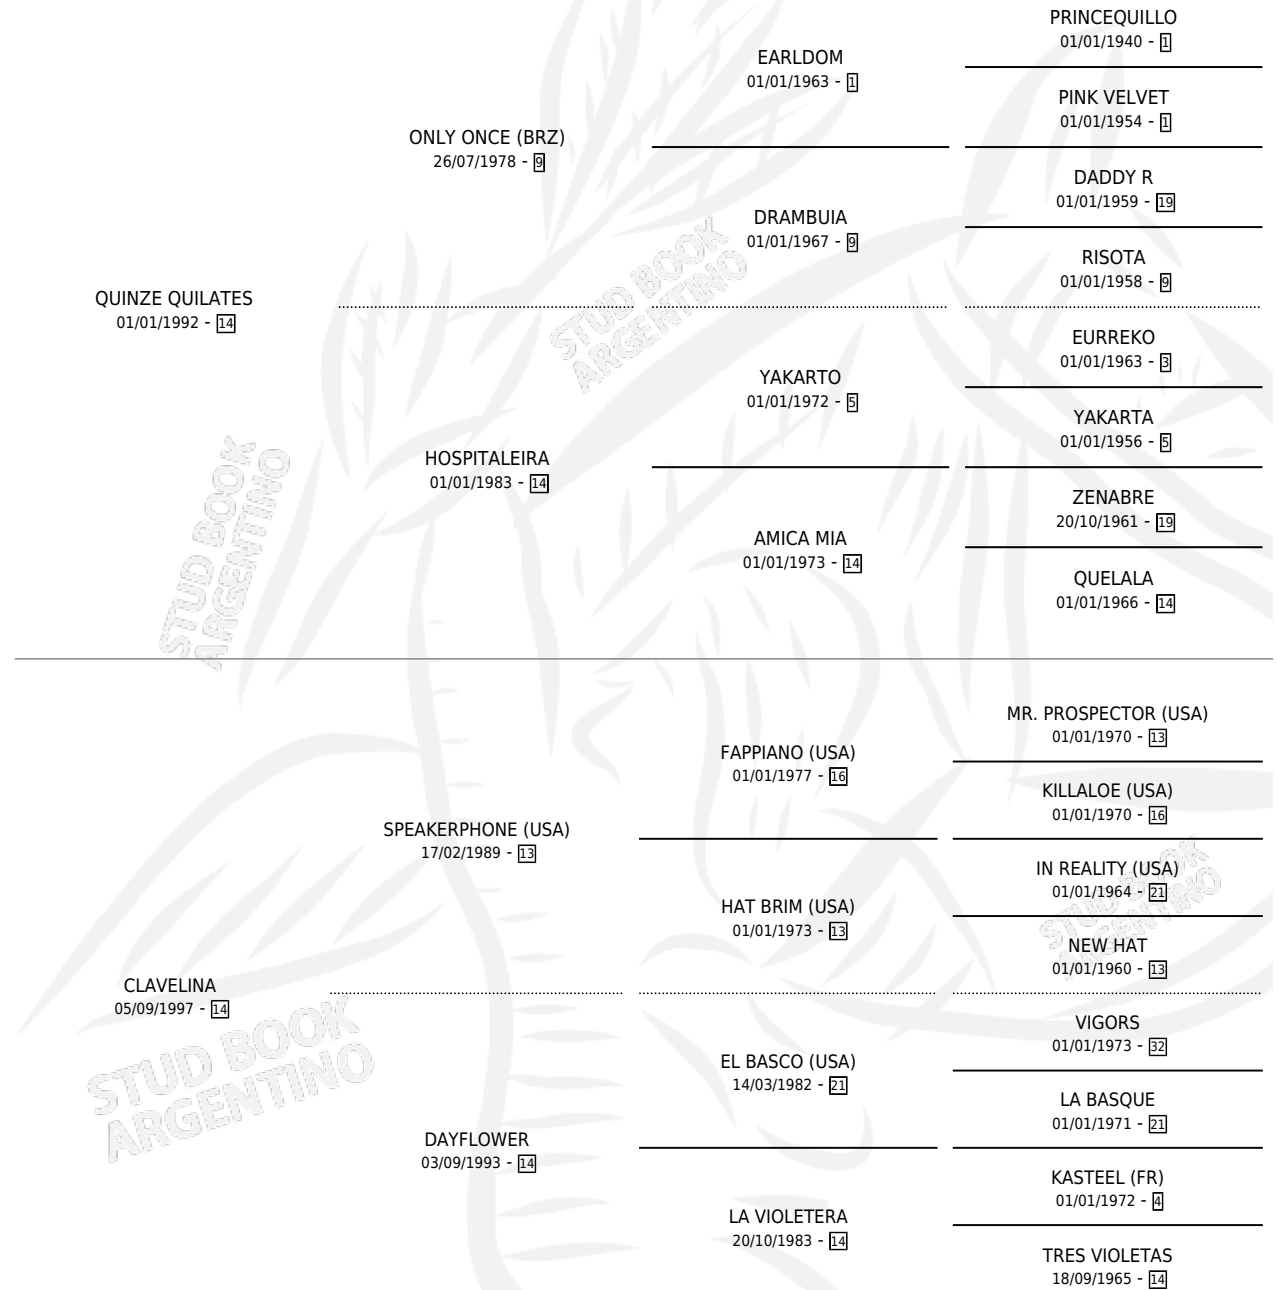 PRINCEQUILLO
01/01/1940 - 1
EARLDOM
01/01/1963 - 1
PINK VELVET
01/01/1954 - 1
ONLY ONCE (BRZ)
26/07/1978 - 9
DADDY R
01/01/1959 - 19
DRAMBUIA
01/01/1967 - 9
RISOTA
01/01/1958 - 9
QUINZE QUILATES
01/01/1992 - 14
EURREKO
01/01/1963 - 3
YAKARTO
01/01/1972 - 5
YAKARTA
01/01/1956 - 5
HOSPITALEIRA
01/01/1983 - 14
ZENABRE
20/10/1961 - 19
AMICA MIA
01/01/1973 - 14
QUELALA
01/01/1966 - 14
STUD BOOK
ARGENTINO
STUD BOOK
ARGENTINO
MR. PROSPECTOR (USA)
01/01/1970 - 13
FAPPIANO (USA)
01/01/1977 - 16
KILLALOE (USA)
01/01/1970 - 16
SPEAKERPHONE (USA)
17/02/1989 - 13
IN REALITY (USA)
01/01/1964 - 21
HAT BRIM (USA)
01/01/1973 - 13
NEW HAT
01/01/1960 - 13
CLAVELINA
05/09/1997 - 14
VIGORS
01/01/1973 - 32
EL BASCO (USA)
14/03/1982 - 21
LA BASQUE
01/01/1971 - 21
DAYFLOWER
03/09/1993 - 14
KASTEEL (FR)
01/01/1972 - 4
LA VIOLETERA
20/10/1983 - 14
TRES VIOLETAS
18/09/1965 - 14
STUD BOOK
ARGENTINO
STUD BOOK
ARGENTINO